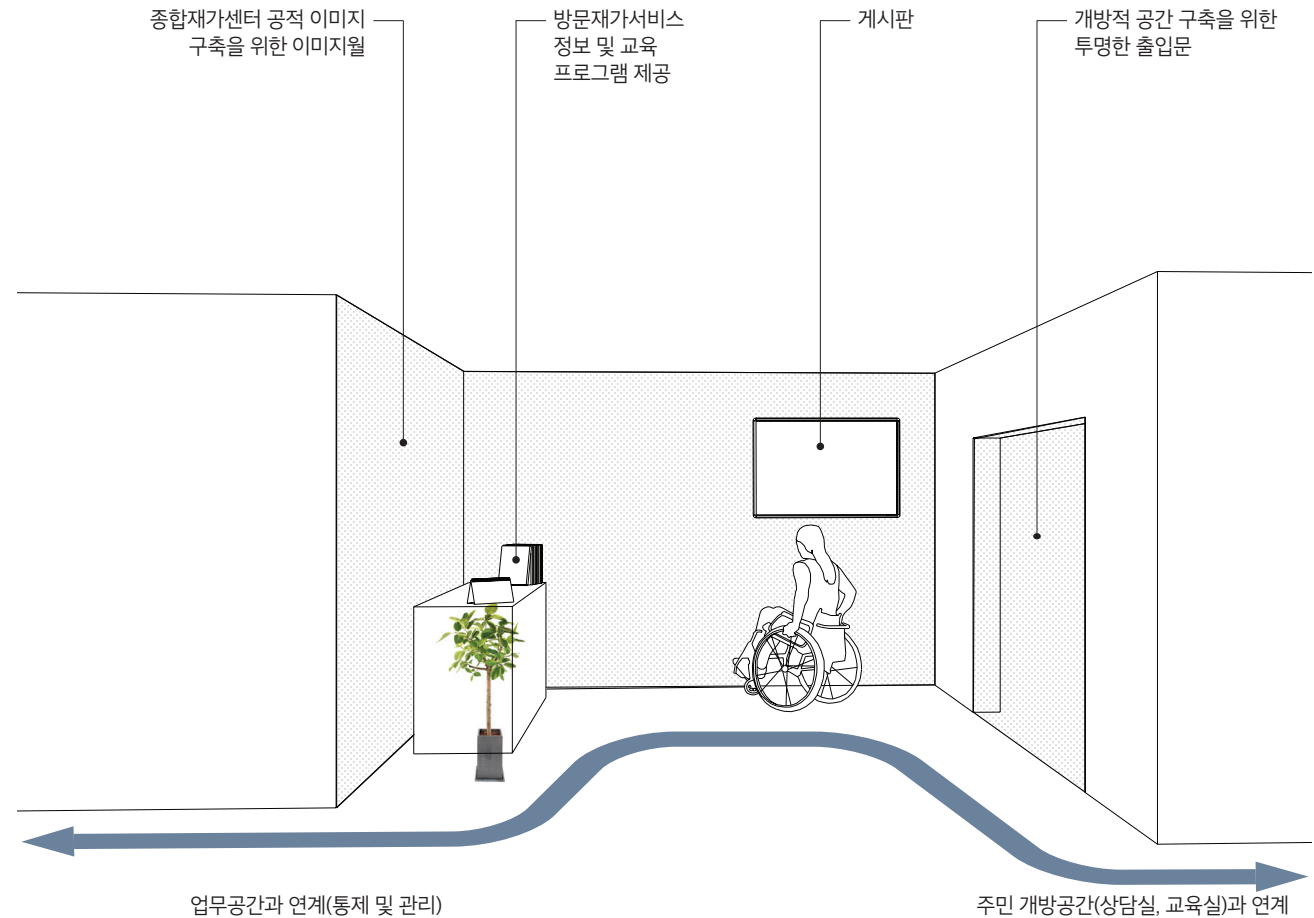 종합재가센터 공적 이미지
구축을 위한 이미지월
방문재가서비스
정보 및 교육
프로그램 제공
게시판
개방적 공간 구축을 위한
투명한 출입문
업무공간과 연계(통제 및 관리)
주민 개방공간(상담실, 교육실)과 연계